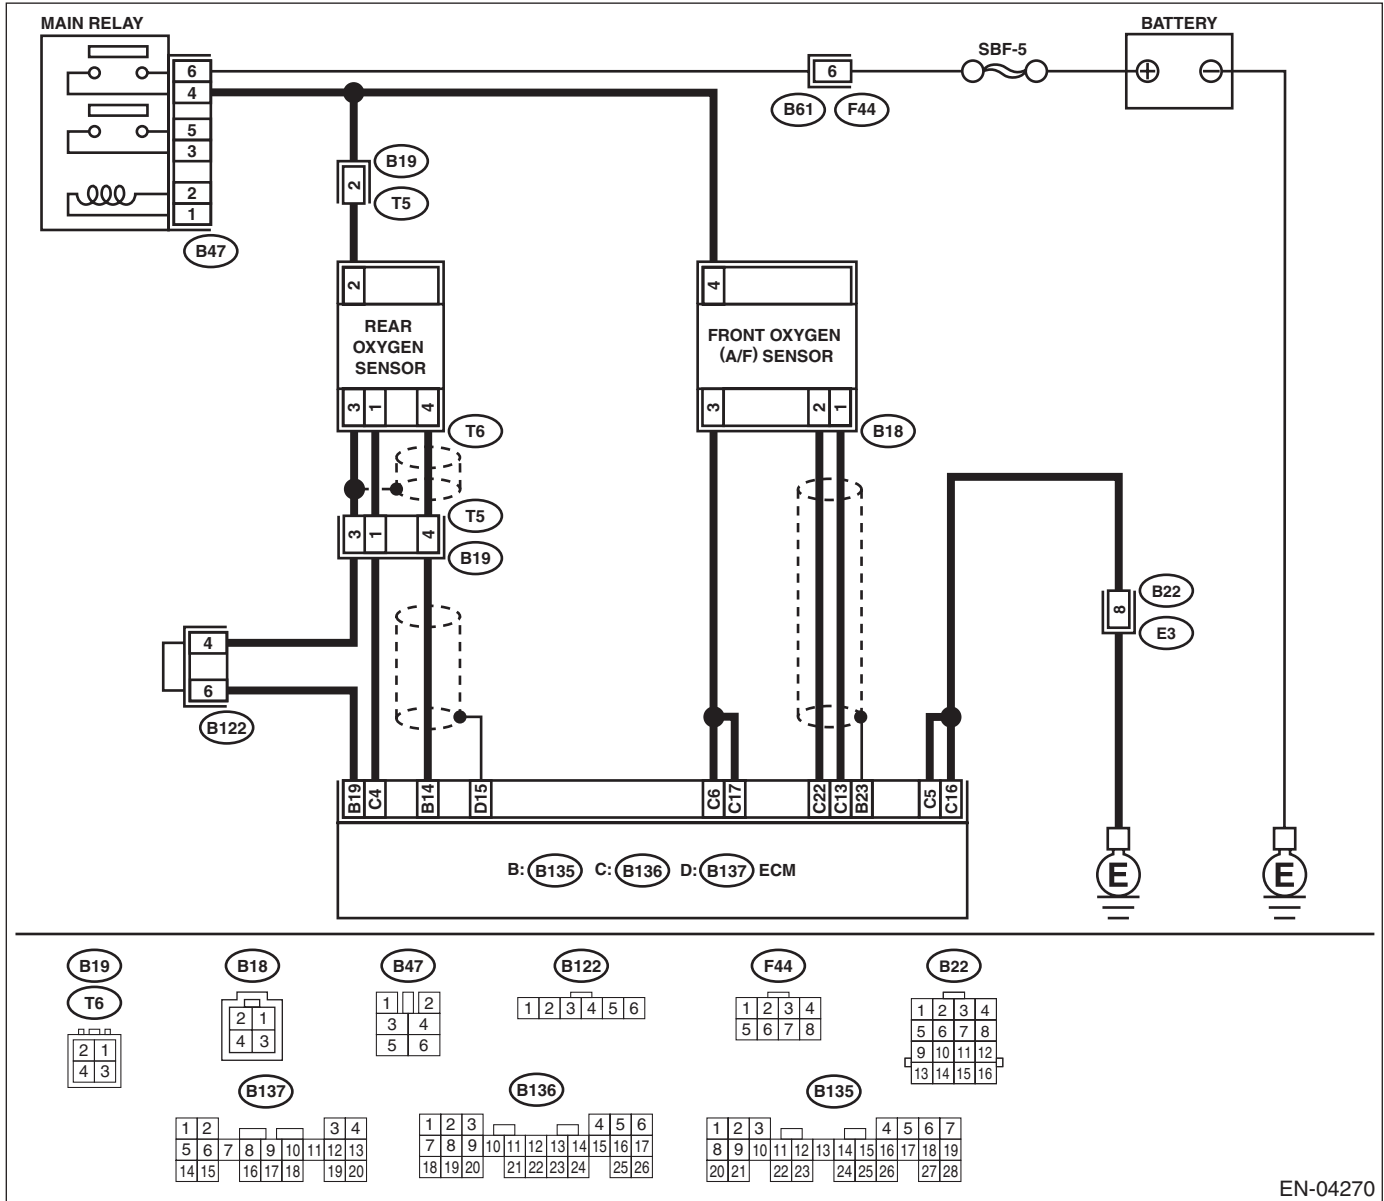 MAIN RELAY
BATTERY
SBF-5
6
4
5
3
2
1
B47
6
B61 F44
+ −
2
B19
T5
2
REAR
OXYGEN
SENSOR
3 1 4
T6
4
FRONT OXYGEN
(A/F) SENSOR
3 2 1
B18
3 1 4
T5
B19
8
B22
E3
4
6
B122
B19 C4 B14 D15 C6 C17 C22 C13 B23 C5 C16
B: B135 C: B136 D: B137 ECM
E E
B19
T6
2 1
4 3
B18
2 1
4 3
B47
1 2
3 4
5 6
B122
1 2 3 4 5 6
F44
1 2 3 4
5 6 7 8
B22
1 2 3 4
5 6 7 8
9 10 11 12
13 14 15 16
B137
1 2 3 4
5 6 7 8 9 10 11 12 13
14 15 16 17 18 19 20
B136
1 2 3 4 5 6
7 8 9 10 11 12 13 14 15 16 17
18 19 20 21 22 23 24 25 26
B135
1 2 3 4 5 6 7
8 9 10 11 12 13 14 15 16 17 18 19
20 21 22 23 24 25 26 27 28
EN-04270